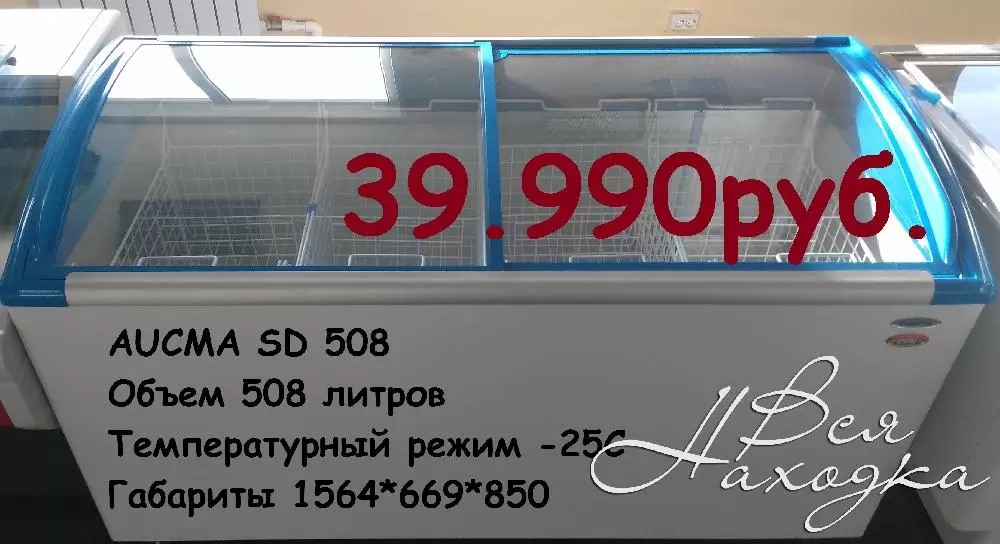 39.990руб.
AUCMA SD 508
Объем 508 литров
Температурный режим -25С
Габариты 1564*669*850
Вся
Находка